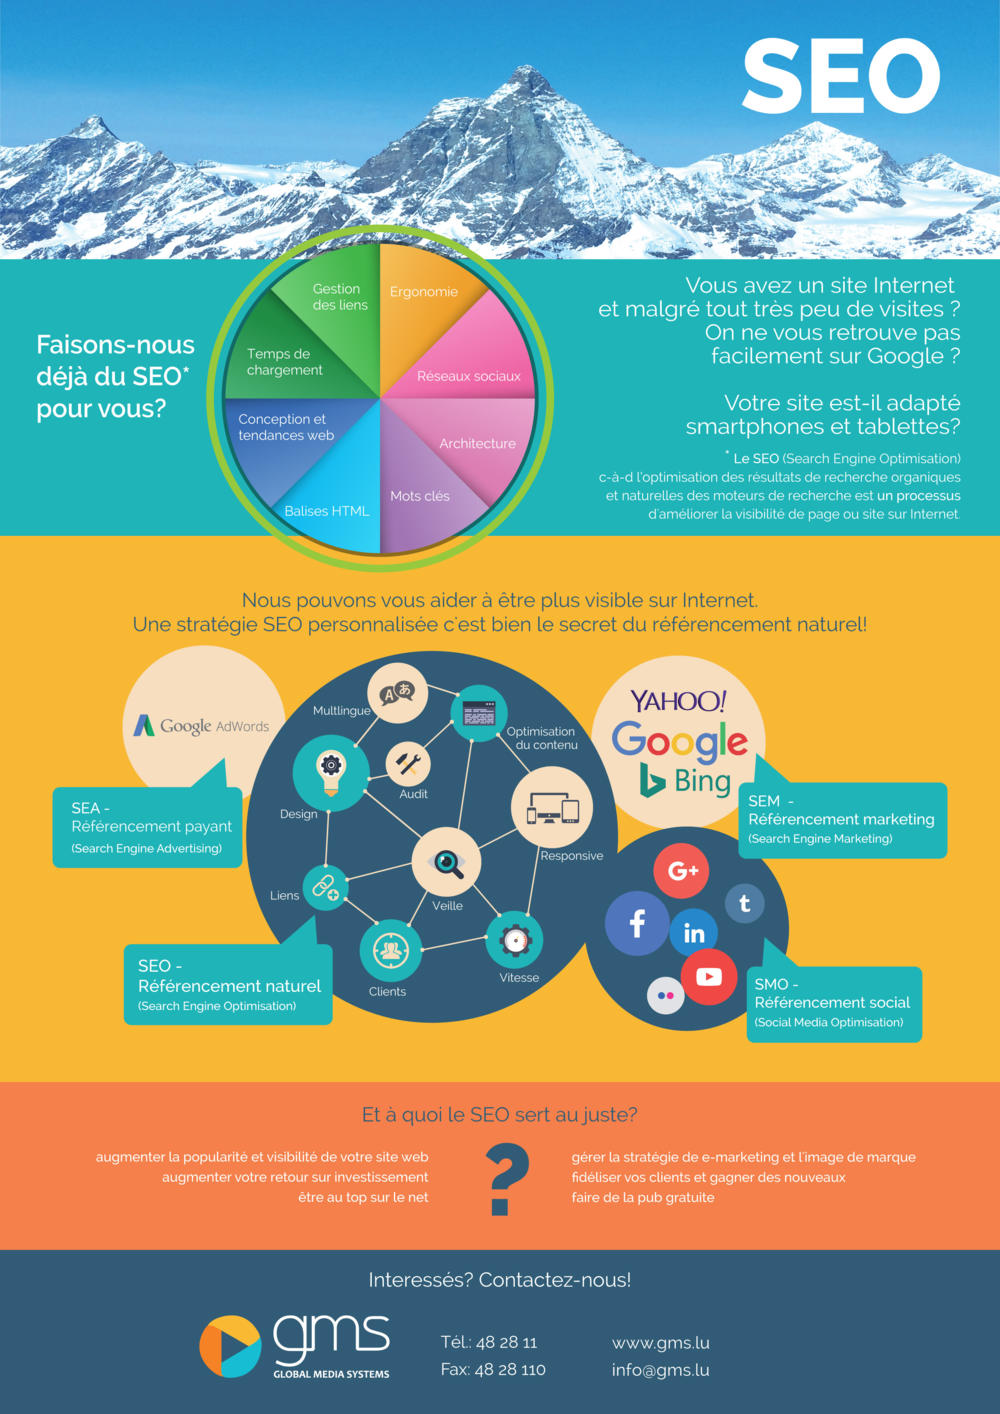 SEO
Faisons-nous
déjà du SEO*
pour vous?
Gestion
des liens
Ergonomie
Temps de
chargement
Réseaux sociaux
Conception et
tendances web
Architecture
Mots clés
Balises HTML
Vous avez un site Internet
et malgré tout très peu de visites ?
On ne vous retrouve pas
facilement sur Google ?
Votre site est-il adapté
smartphones et tablettes?
* Le SEO (Search Engine Optimisation)
c-à-d l'optimisation des résultats de recherche organiques
et naturelles des moteurs de recherche est un processus
d'améliorer la visibilité de page ou site sur Internet.
Nous pouvons vous aider à être plus visible sur Internet.
Une stratégie SEO personnalisée c'est bien le secret du référencement naturel!
Google AdWords
SEA -
Référencement payant
(Search Engine Advertising)
A あ
Multlingue
Optimisation
du contenu
Audit
Design
Responsive
Liens
Veille
Clients
Vitesse
SEO -
Référencement naturel
(Search Engine Optimisation)
YAHOO!
Google
Bing
SEM -
Référencement marketing
(Search Engine Marketing)
G+
f
in
t
SMO -
Référencement social
(Social Media Optimisation)
Et à quoi le SEO sert au juste?
augmenter la popularité et visibilité de votre site web
augmenter votre retour sur investissement
être au top sur le net
?
gérer la stratégie de e-marketing et l'image de marque
fidéliser vos clients et gagner des nouveaux
faire de la pub gratuite
Interessés? Contactez-nous!
gms
GLOBAL MEDIA SYSTEMS
Tél.: 48 28 11
Fax: 48 28 110
www.gms.lu
info@gms.lu